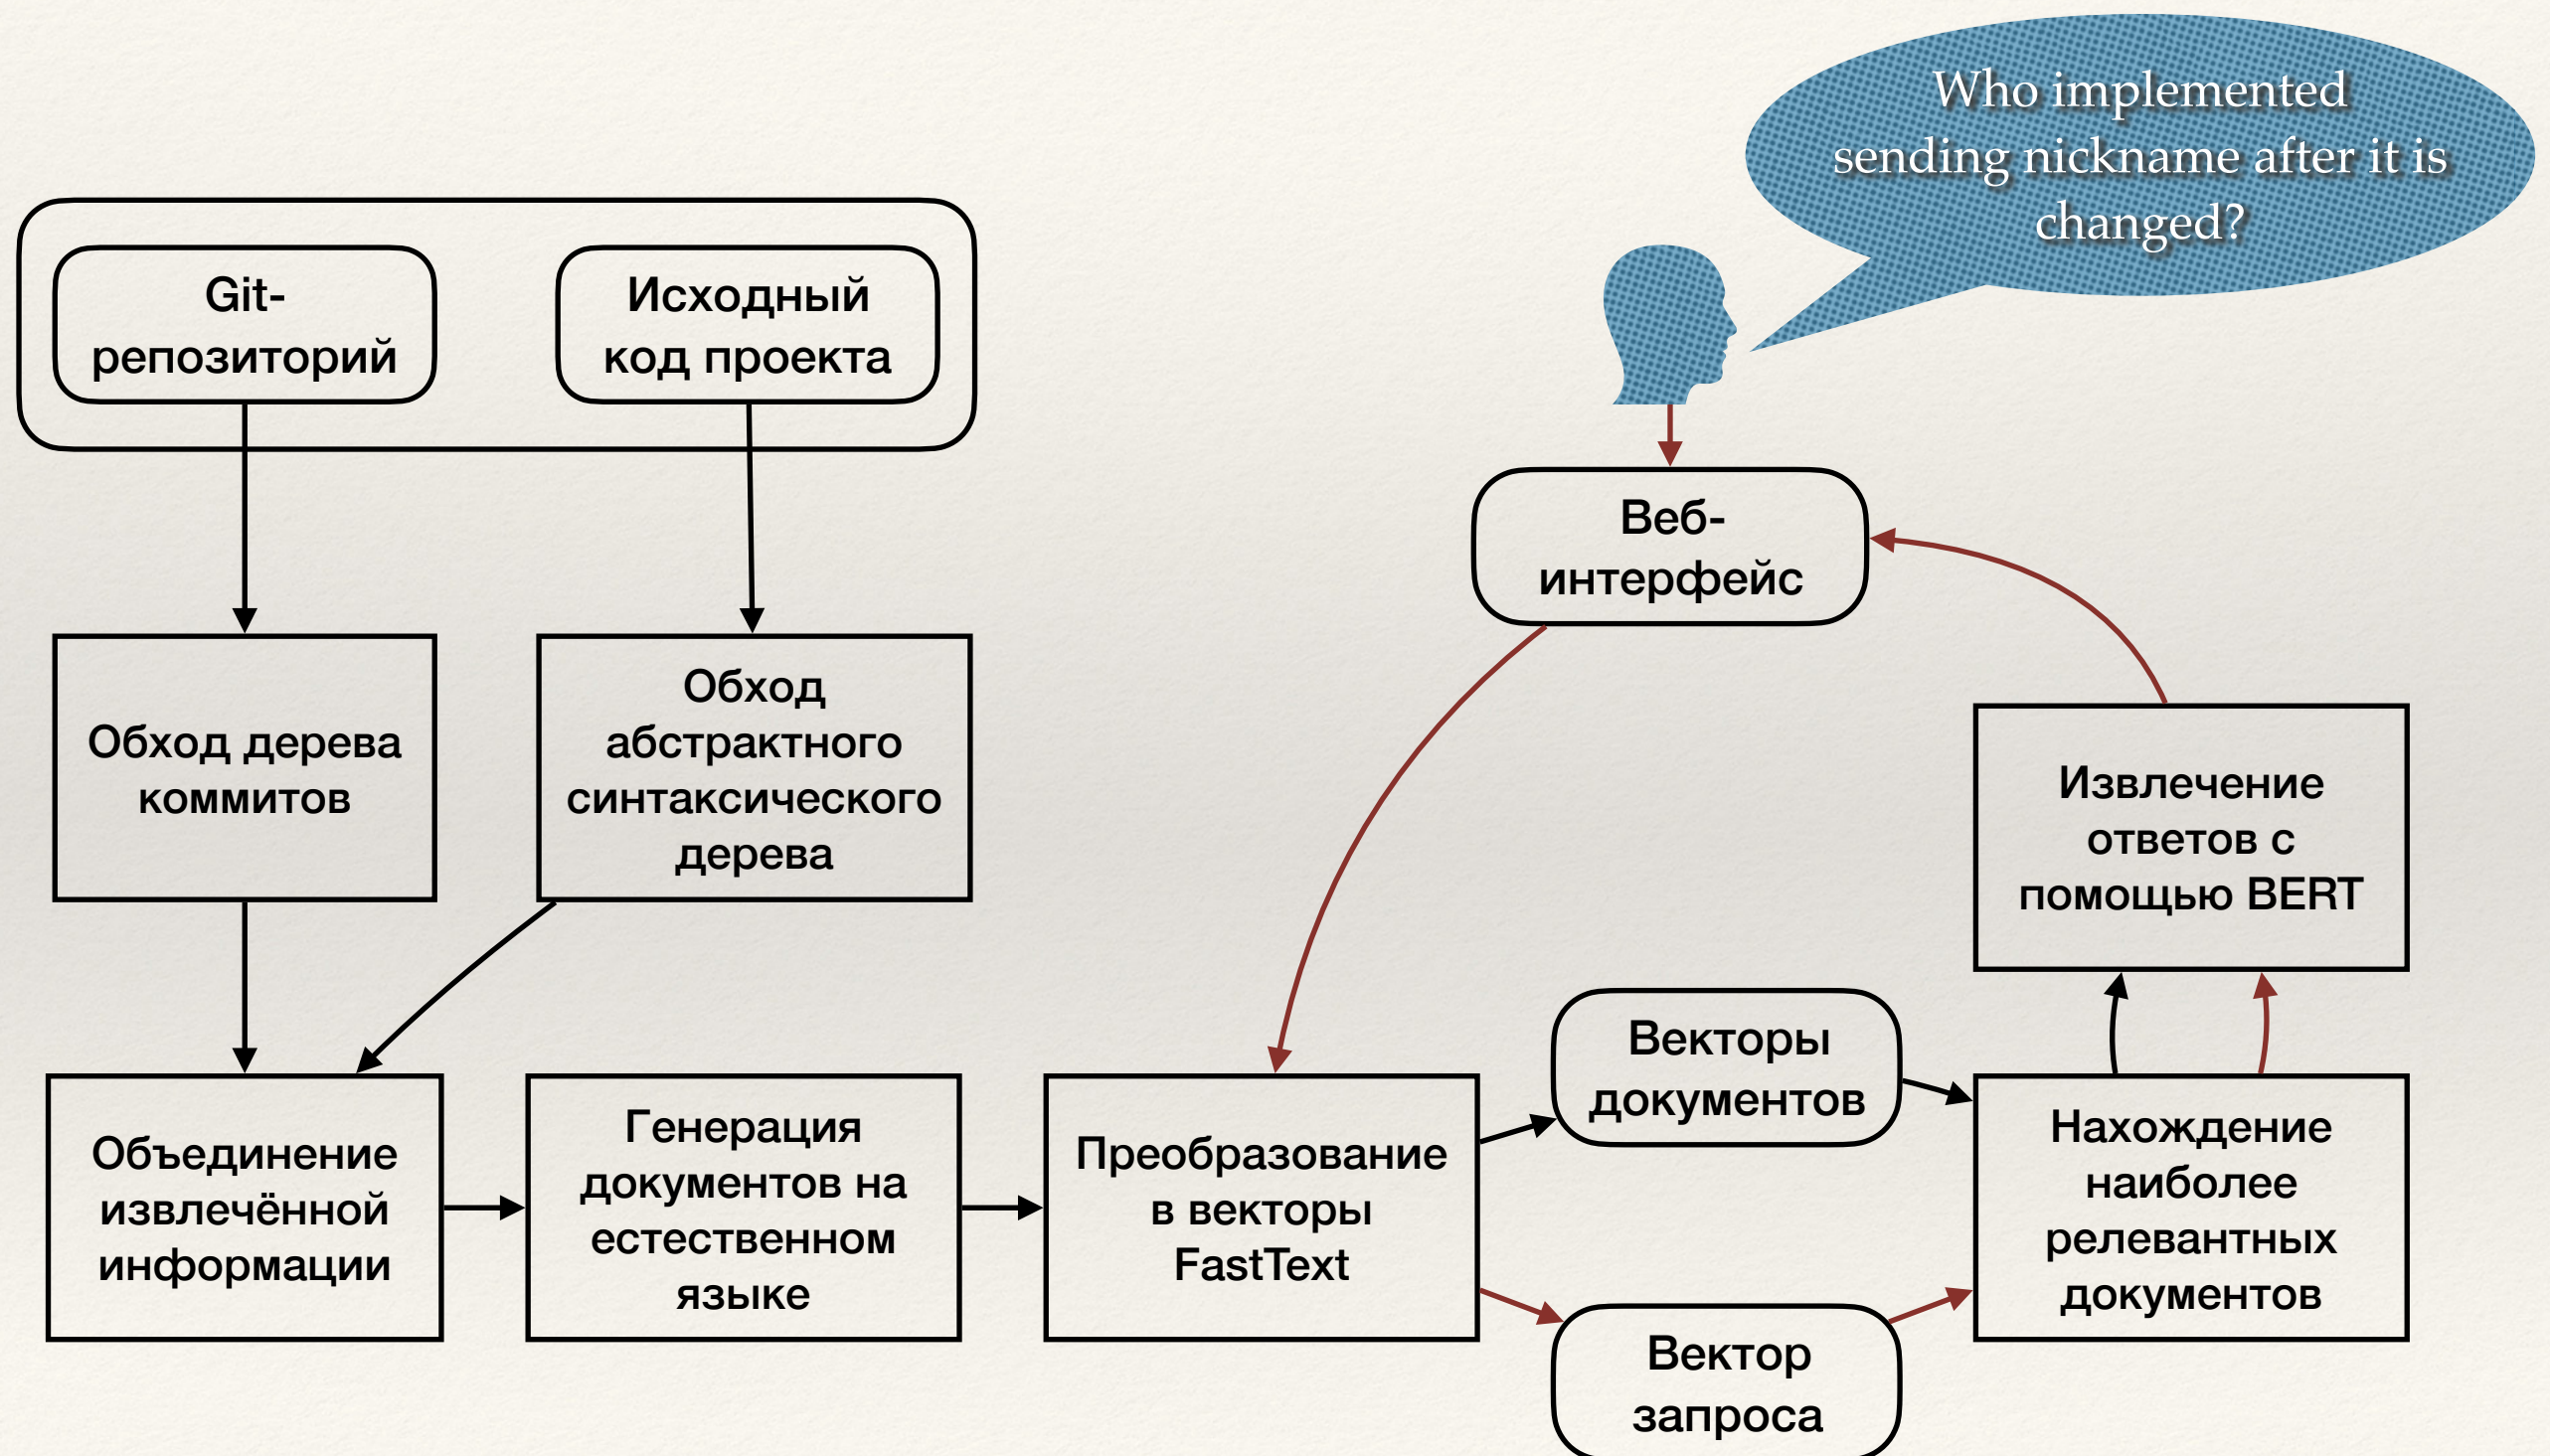 Who implemented
sending nickname after it is
changed?
Git-
репозиторий
Исходный
код проекта
Веб-
интерфейс
Обход дерева
коммитов
Обход
абстрактного
синтаксического
дерева
Извлечение
ответов с
помощью BERT
Объединение
извлечённой
информации
Генерация
документов на
естественном
языке
Преобразование
в векторы
FastText
Векторы
документов
Вектор
запроса
Нахождение
наиболее
релевантных
документов